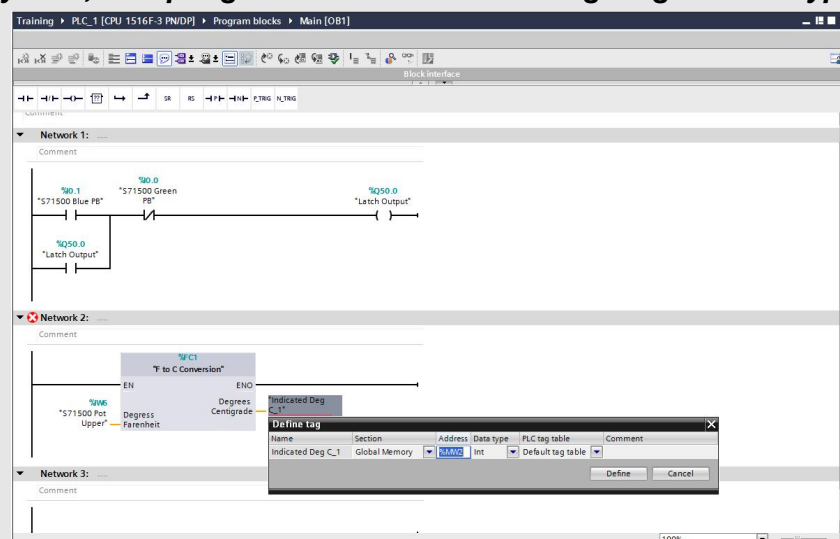 Training ▸ PLC_1 [CPU 1516F-3 PN/DP] ▸ Program blocks ▸ Main [OB1]
Block interface
SR RS P_TRIG N_TRIG
Comment
Network 1: ....
Comment
%I0.1
"S71500 Blue PB"
%I0.0
"S71500 Green
PB"
%Q50.0
"Latch Output"
%Q50.0
"Latch Output"
Network 2: ....
Comment
%FC1
"F to C Conversion"
EN ENO
%IW6
"S71500 Pot
Upper"
Degress
Farenheit
Degrees
Centigrade
"Indicated Deg
C_1"
Define tag
Name Section Address Data type PLC tag table Comment
Indicated Deg C_1 Global Memory %MW2 Int Default tag table
Define Cancel
Network 3: ....
Comment
100%